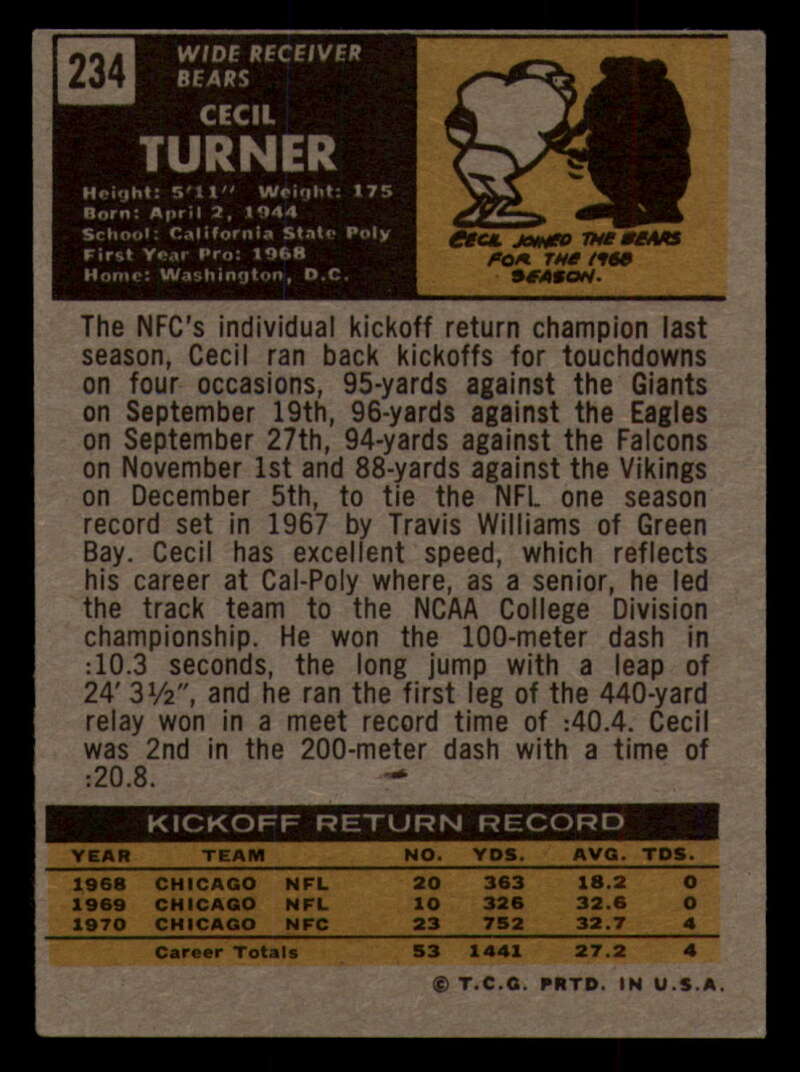 234
WIDE RECEIVER
BEARS
CECIL
TURNER
Height: 5'11" Weight: 175
Born: April 2, 1944
School: California State Poly
First Year Pro: 1968
Home: Washington, D.C.
CECIL JOINED THE BEARS
FOR THE 1968
SEASON.
The NFC's individual kickoff return champion last
season, Cecil ran back kickoffs for touchdowns
on four occasions, 95-yards against the Giants
on September 19th, 96-yards against the Eagles
on September 27th, 94-yards against the Falcons
on November 1st and 88-yards against the Vikings
on December 5th, to tie the NFL one season
record set in 1967 by Travis Williams of Green
Bay. Cecil has excellent speed, which reflects
his career at Cal-Poly where, as a senior, he led
the track team to the NCAA College Division
championship. He won the 100-meter dash in
:10.3 seconds, the long jump with a leap of
24' 3½", and he ran the first leg of the 440-yard
relay won in a meet record time of :40.4. Cecil
was 2nd in the 200-meter dash with a time of
:20.8.
KICKOFF RETURN RECORD
YEAR TEAM NO. YDS. AVG. TDS.
1968 CHICAGO NFL 20 363 18.2 0
1969 CHICAGO NFL 10 326 32.6 0
1970 CHICAGO NFC 23 752 32.7 4
Career Totals 53 1441 27.2 4
© T.C.G. PRTD. IN U.S.A.